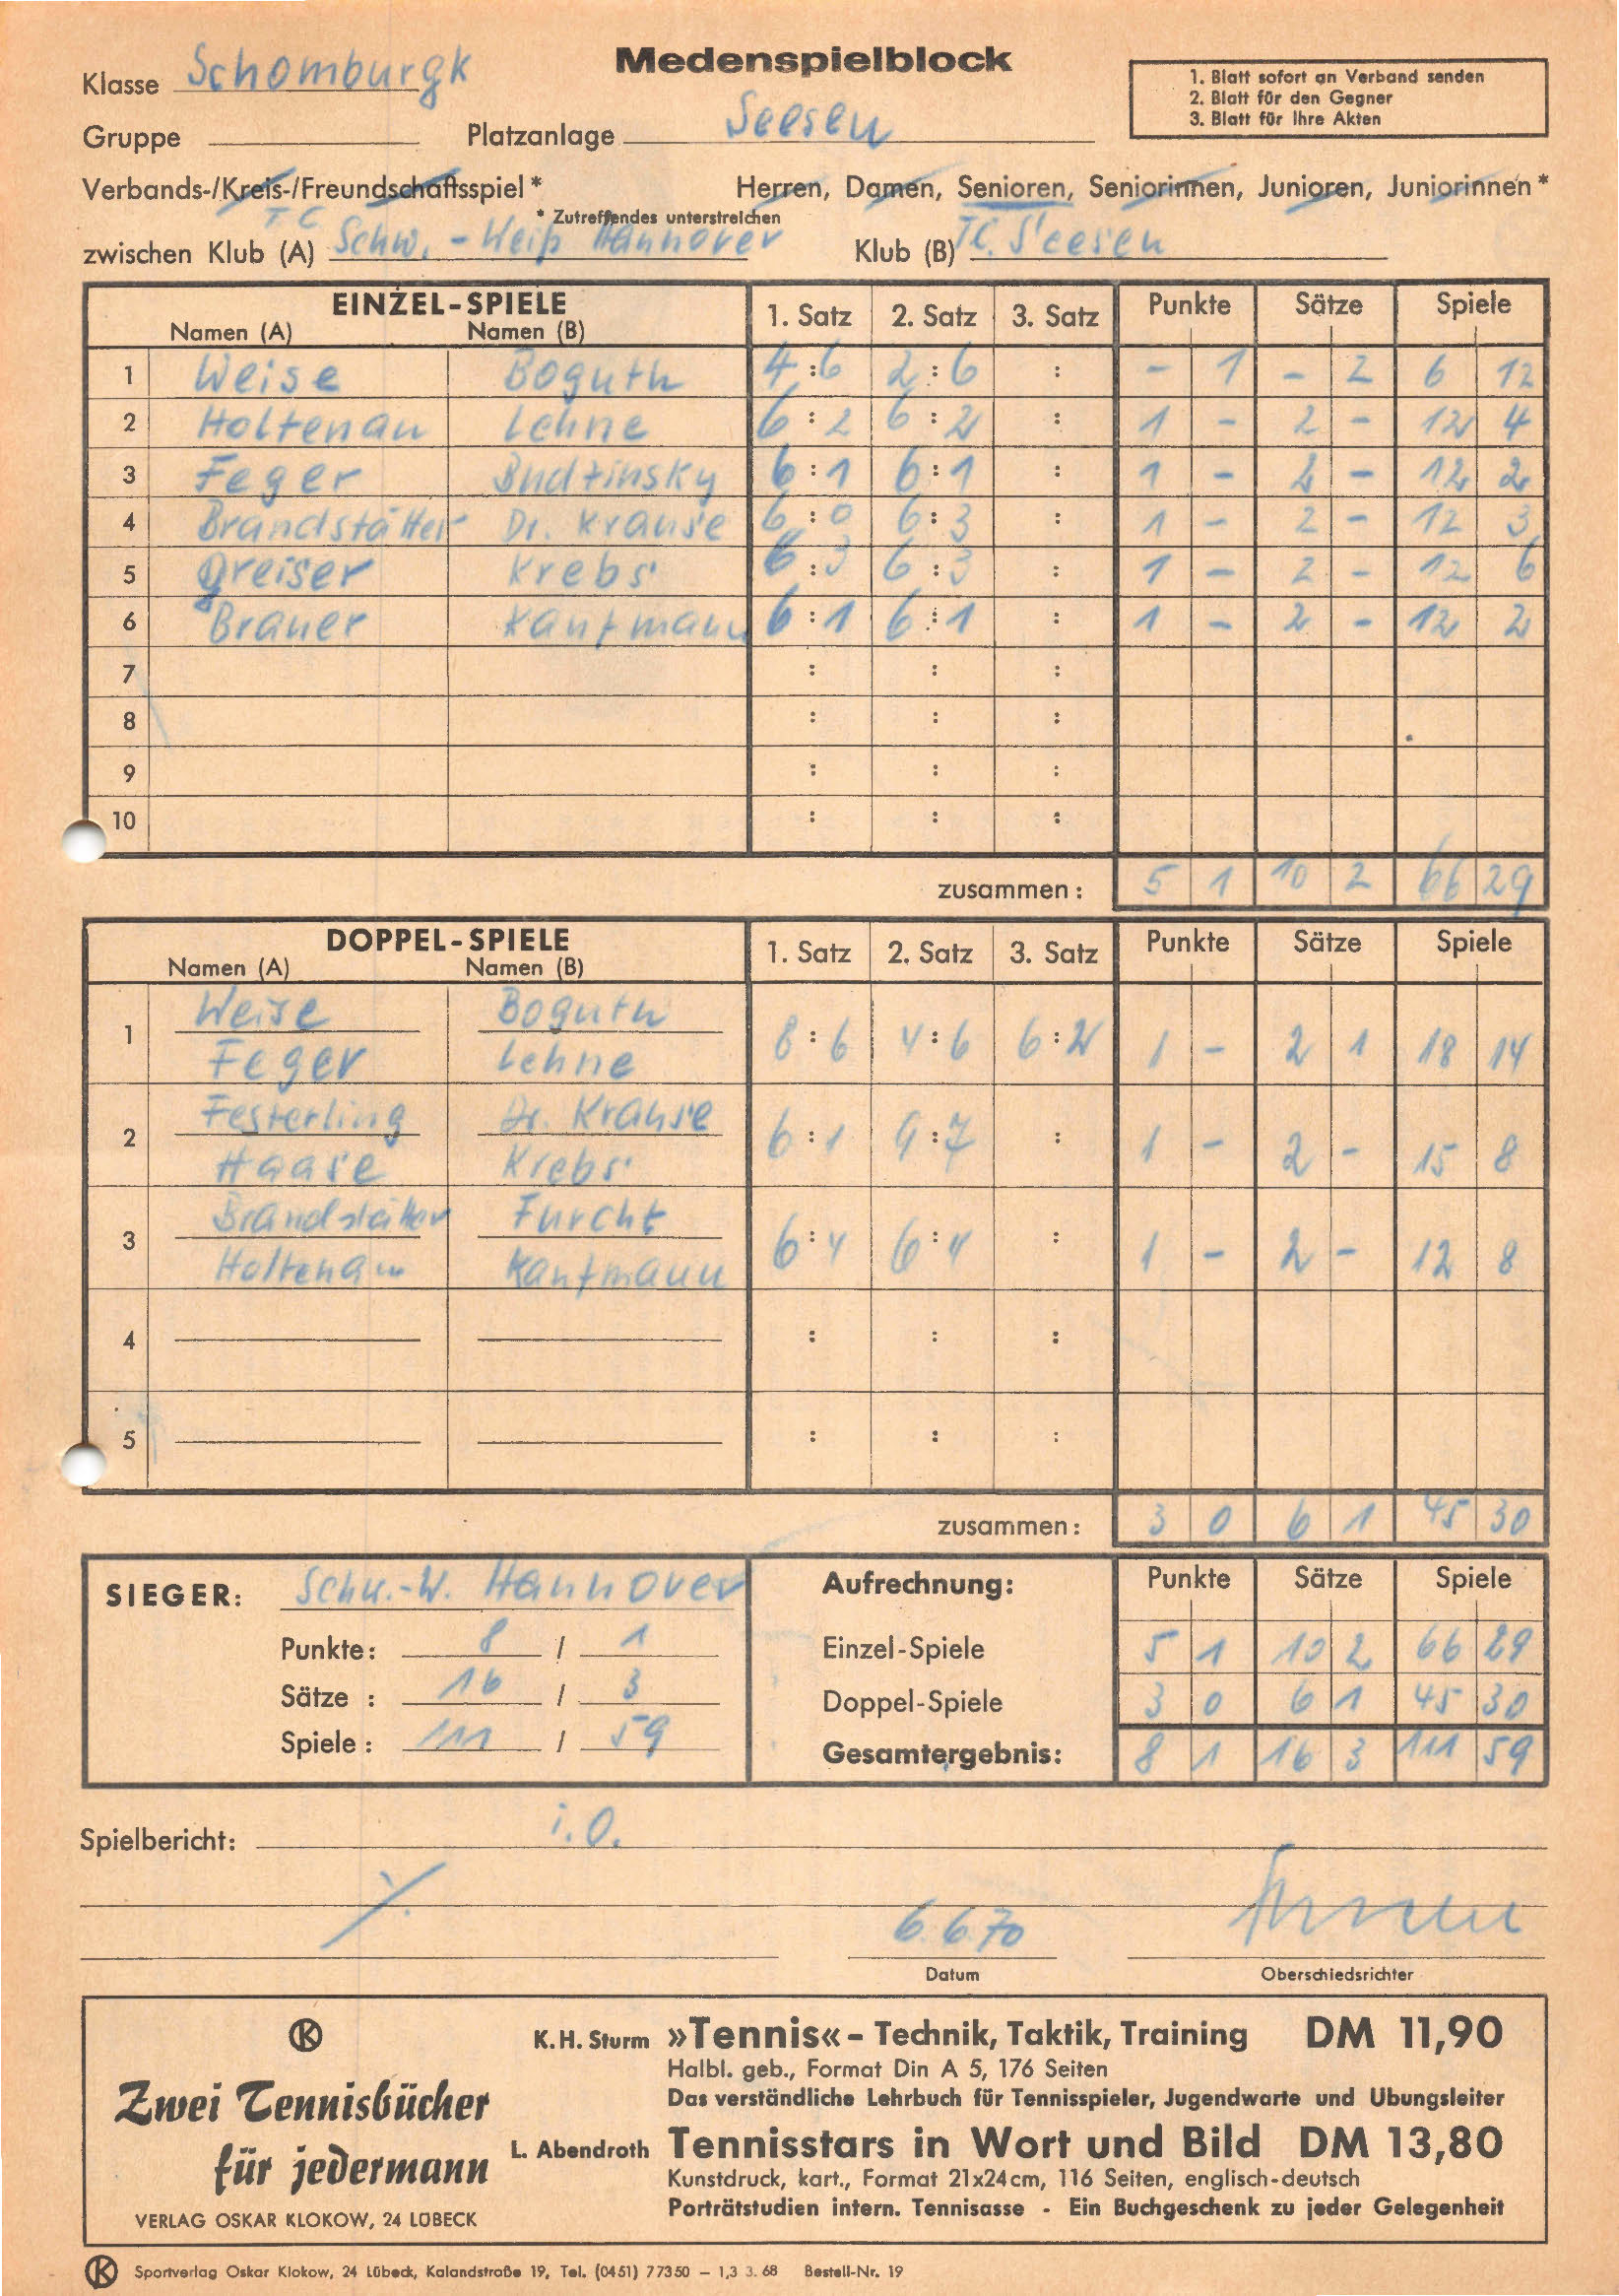 Medenspielblock
Klasse Schomburgk
1. Blatt sofort an Verband senden
2. Blatt für den Gegner
3. Blatt für Ihre Akten
Gruppe Platzanlage Seesen
Verbands-/Kreis-/Freundschaftsspiel* Herren, Damen, Senioren, Seniorinnen, Junioren, Juniorinnen*
* Zutreffendes unterstreichen
zwischen Klub (A) TC Schw.-Weiß Hannover Klub (B) TC. Seesen
EINZEL-SPIELE 1. Satz 2. Satz 3. Satz Punkte Sätze Spiele
Namen (A) Namen (B)
1 Weise Boguth 4:6 2:6 : - 1 - 2 6 12
2 Holtenau Lehne 6:2 6:2 : 1 - 2 - 12 4
3 Feger Budzinsky 6:1 6:1 : 1 - 2 - 12 2
4 Brandstätter Dr. Krause 6:0 6:3 : 1 - 2 - 12 3
5 Greiser Krebs 6:3 6:3 : 1 - 2 - 12 6
6 Brauer Kaufmann 6:1 6:1 : 1 - 2 - 12 2
7 : : :
8 : : :
9 : : :
10 : : :
zusammen: 5 1 10 2 66 29
DOPPEL-SPIELE 1. Satz 2. Satz 3. Satz Punkte Sätze Spiele
Namen (A) Namen (B)
Weise Boguth
1 8:6 4:6 6:2 1 - 2 1 18 14
Feger Lehne
Festerling Dr. Krause
2 6:1 9:7 : 1 - 2 - 15 8
Haase Krebs
Brandstätter Furcht
3 6:4 6:4 : 1 - 2 - 12 8
Holtenau Kaufmann
4 : : :
5 : : :
zusammen: 3 0 6 1 45 30
SIEGER: Schw.-W. Hannover Aufrechnung: Punkte Sätze Spiele
Punkte: 8 / 1 Einzel-Spiele 5 1 10 2 66 29
Sätze : 16 / 3 Doppel-Spiele 3 0 6 1 45 30
Spiele : 111 / 59 Gesamtergebnis: 8 1 16 3 111 59
Spielbericht: i.O.
6.6.70
Datum Oberschiedsrichter
K
Zwei Tennisbücher
für jedermann
VERLAG OSKAR KLOKOW, 24 LÜBECK
K. H. Sturm »Tennis« – Technik, Taktik, Training DM 11,90
Halbl. geb., Format Din A 5, 176 Seiten
Das verständliche Lehrbuch für Tennisspieler, Jugendwarte und Übungsleiter
L. Abendroth Tennisstars in Wort und Bild DM 13,80
Kunstdruck, kart., Format 21x24cm, 116 Seiten, englisch-deutsch
Porträtstudien intern. Tennisasse - Ein Buchgeschenk zu jeder Gelegenheit
K Sportverlag Oskar Klokow, 24 Lübeck, Kalandstraße 19, Tel. (0451) 77350 – 1,3 3. 68 Bestell-Nr. 19